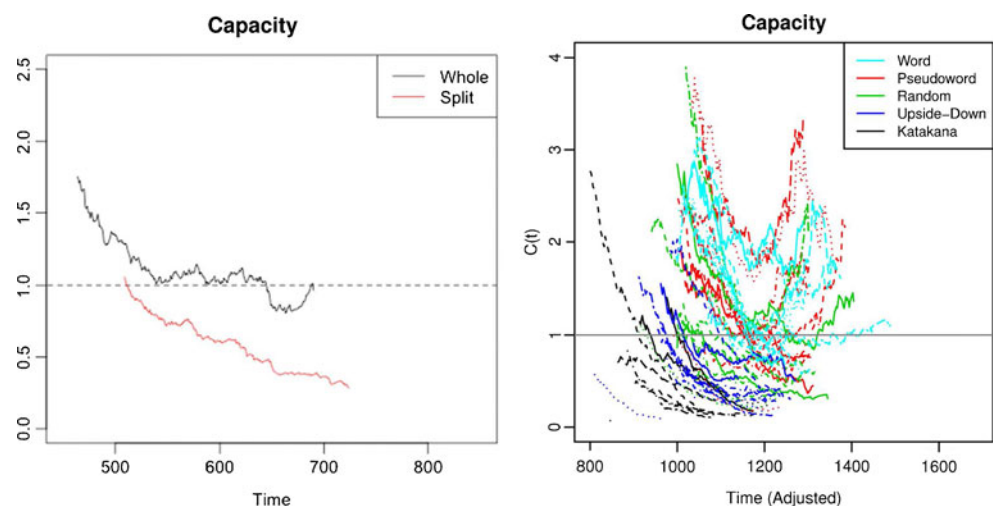 Capacity
Whole
Split
2.5
2.0
1.5
1.0
0.5
0.0
500 600 700 800
Time
Capacity
Word
Pseudoword
Random
Upside-Down
Katakana
C(t)
4
3
2
1
0
800 1000 1200 1400 1600
Time (Adjusted)